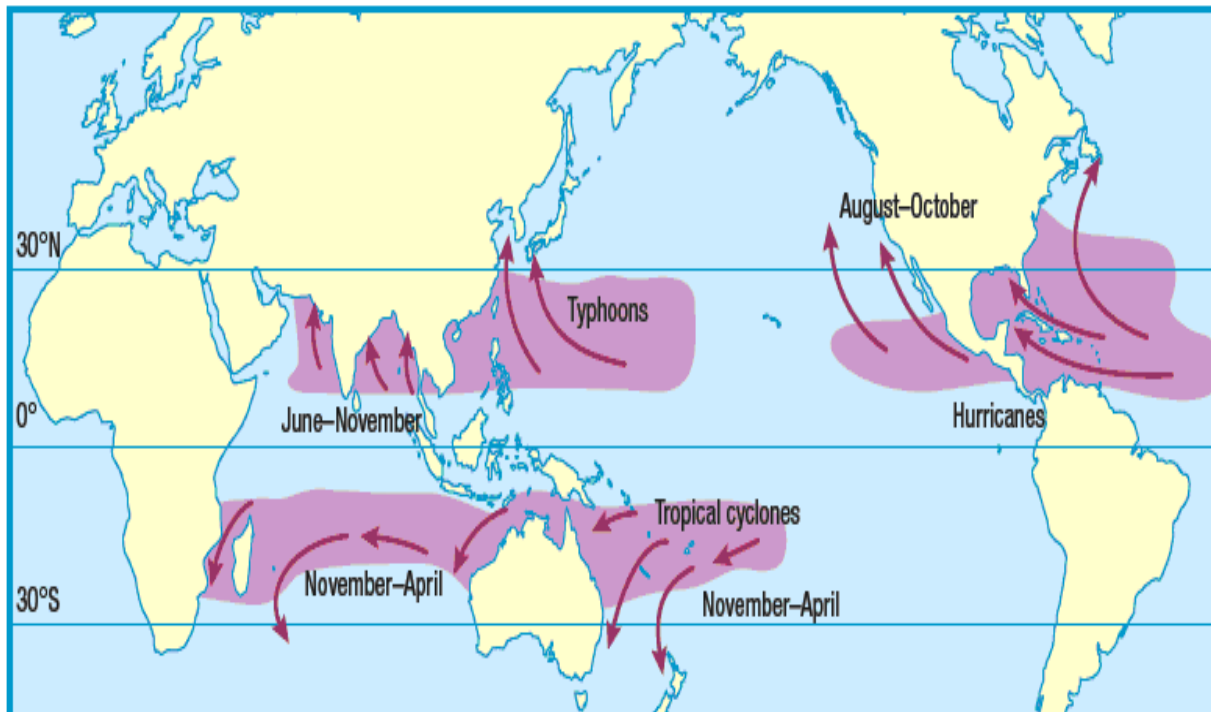 August–October
30°N
Typhoons
0°
June–November
Hurricanes
Tropical cyclones
November–April
30°S
November–April